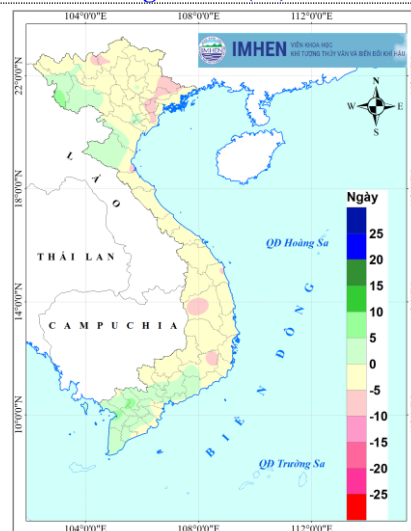 104°0'0"E 108°0'0"E 112°0'0"E
IMHEN
VIỆN KHOA HỌC
KHÍ TƯỢNG THỦY VĂN VÀ BIẾN ĐỔI KHÍ HẬU
22°0'0"N
N
W E
S
LÀO
18°0'0"N
Ngày
25
20
15
10
5
0
-5
-10
-15
-20
-25
QĐ Hoàng Sa
THÁI LAN
14°0'0"N
CAMPUCHIA
BIỂN ĐÔNG
10°0'0"N
QĐ Trường Sa
104°0'0"E 108°0'0"E 112°0'0"E